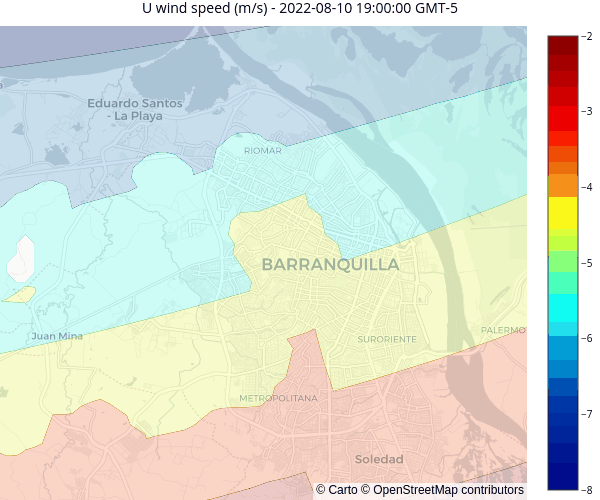 U wind speed (m/s) - 2022-08-10 19:00:00 GMT-5
−2
Eduardo Santos
- La Playa
−3
RIOMAR
−4
BARRANQUILLA
−5
Juan Mina
SURORIENTE
PALERMO
−6
METROPOLITANA
−7
Soledad
−8
© Carto © OpenStreetMap contributors